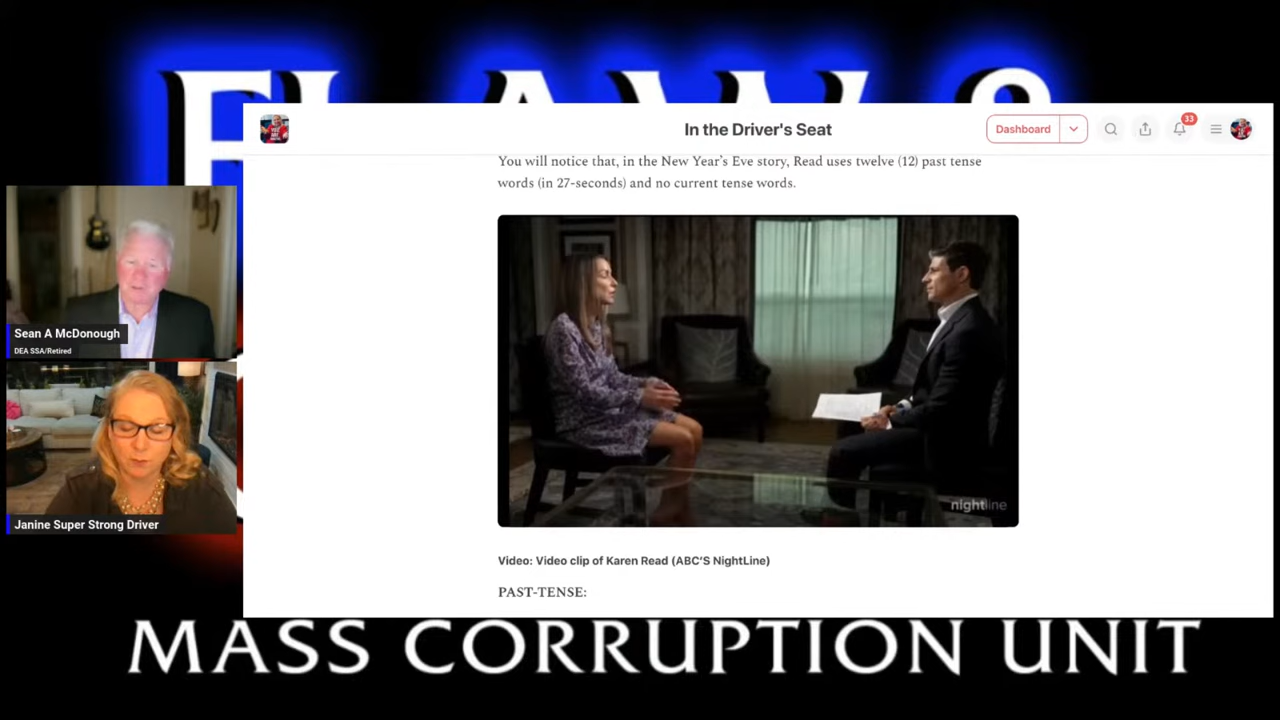 In the Driver's Seat
Dashboard
33
You will notice that, in the New Year's Eve story, Read uses twelve (12) past tense
words (in 27-seconds) and no current tense words.
nightline
Video: Video clip of Karen Read (ABC'S NightLine)
PAST-TENSE:
Sean A McDonough
DEA SSA/Retired
Janine Super Strong Driver
MASS CORRUPTION UNIT